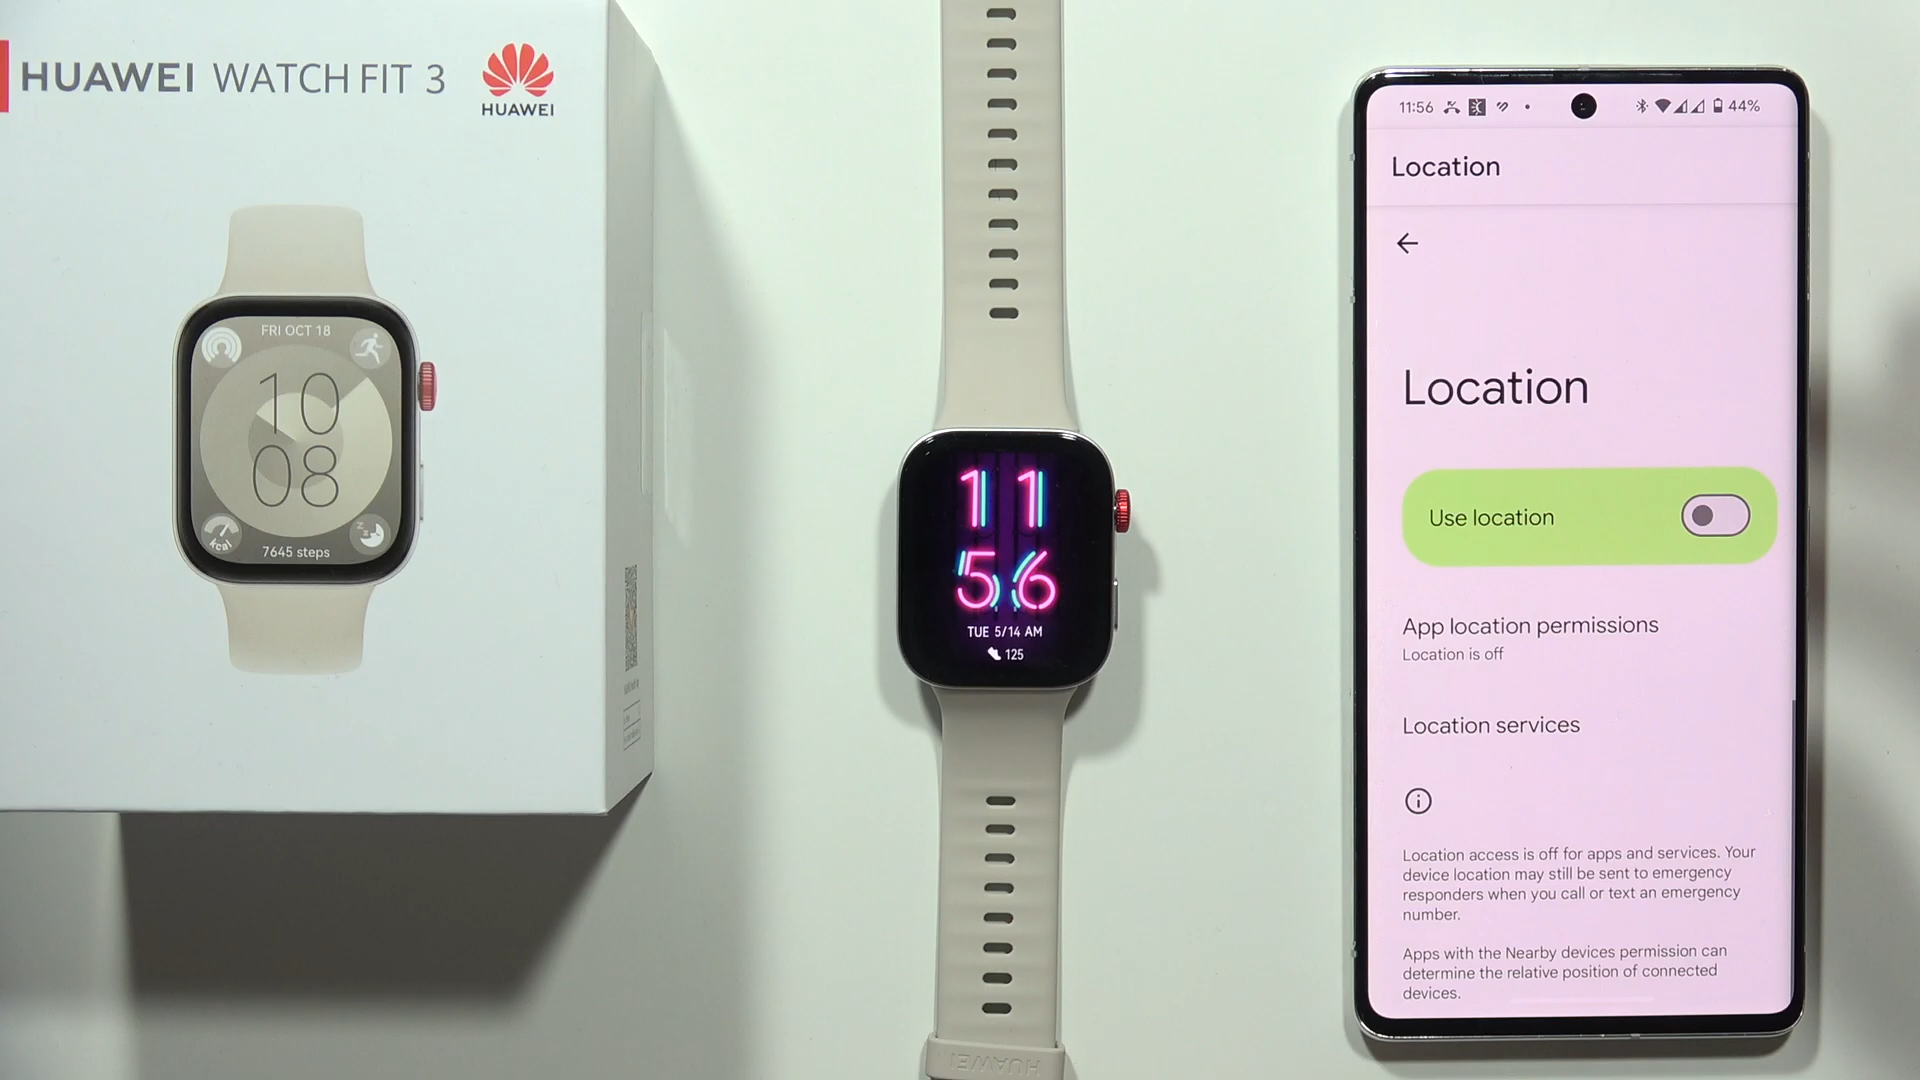 HUAWEI WATCH FIT 3
HUAWEI
FRI OCT 18
10
08
kcal
7645 steps
11
56
TUE 5/14 AM
125
HUAWEI
11:56
44%
Location
Location
Use location
App location permissions
Location is off
Location services
Location access is off for apps and services. Your
device location may still be sent to emergency
responders when you call or text an emergency
number.
Apps with the Nearby devices permission can
determine the relative position of connected
devices.